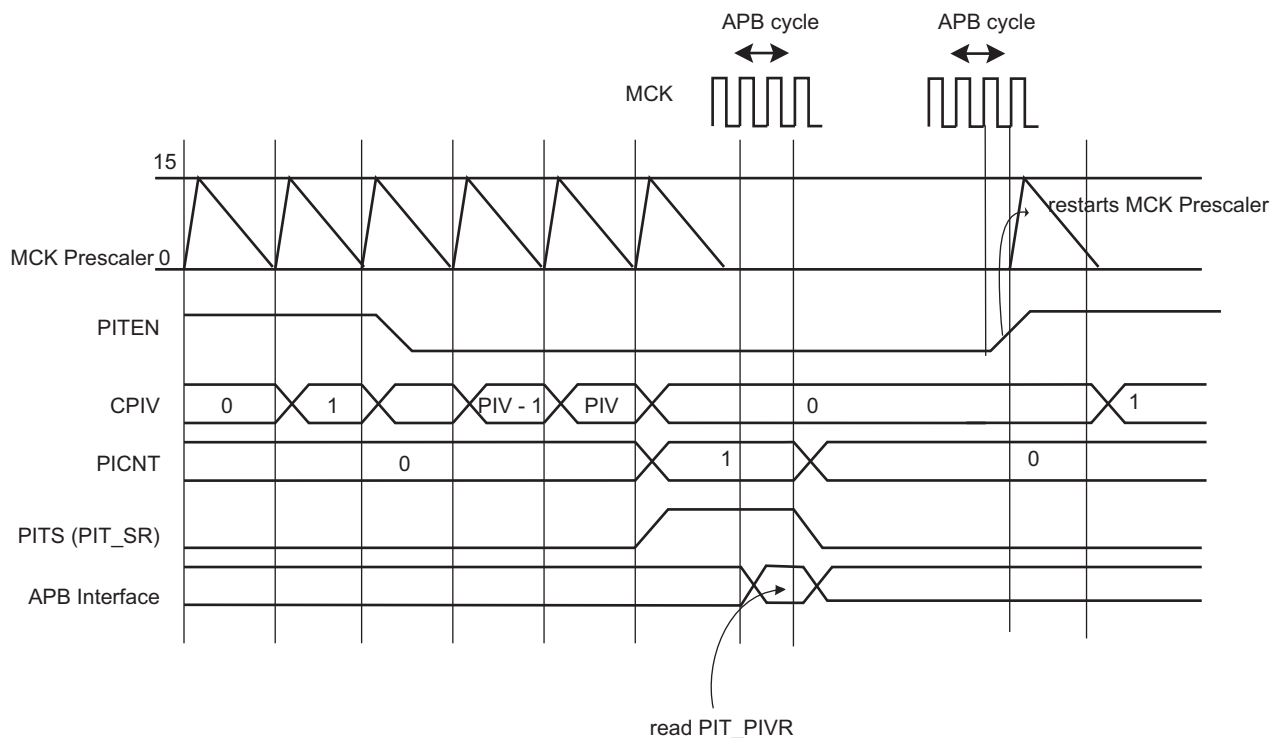 APB cycle
APB cycle
MCK
15
restarts MCK Prescaler
MCK Prescaler 0
PITEN
CPIV
0
1
PIV - 1
PIV
0
1
PICNT
0
1
0
PITS (PIT_SR)
APB Interface
read PIT_PIVR